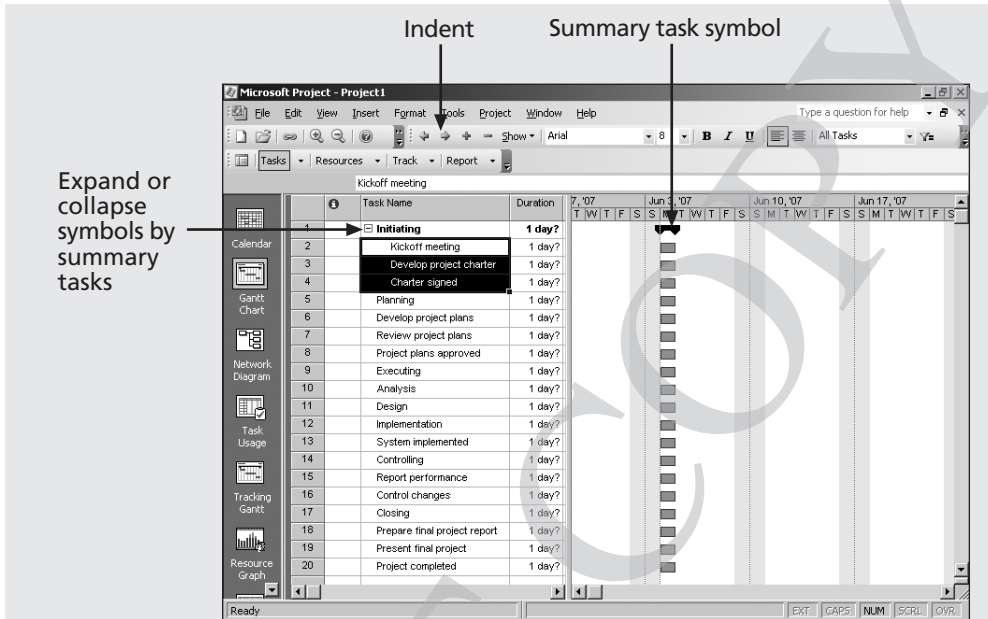 Indent
Summary task symbol
Expand or
collapse
symbols by
summary
tasks
Microsoft Project - Project1
File Edit View Insert Format Tools Project Window Help
Type a question for help
Show Arial 8 B I U All Tasks
Tasks Resources Track Report
Kickoff meeting
Task Name Duration 7, '07 Jun 3, '07 Jun 10, '07 Jun 17, '07
T W T F S S M T W T F S S M T W T F S S M T W T F S
1 Initiating 1 day?
2 Kickoff meeting 1 day?
3 Develop project charter 1 day?
4 Charter signed 1 day?
5 Planning 1 day?
6 Develop project plans 1 day?
7 Review project plans 1 day?
8 Project plans approved 1 day?
9 Executing 1 day?
10 Analysis 1 day?
11 Design 1 day?
12 Implementation 1 day?
13 System implemented 1 day?
14 Controlling 1 day?
15 Report performance 1 day?
16 Control changes 1 day?
17 Closing 1 day?
18 Prepare final project report 1 day?
19 Present final project 1 day?
20 Project completed 1 day?
Calendar
Gantt
Chart
Network
Diagram
Task
Usage
Tracking
Gantt
Resource
Graph
Ready
EXT CAPS NUM SCRL OVR
COPY